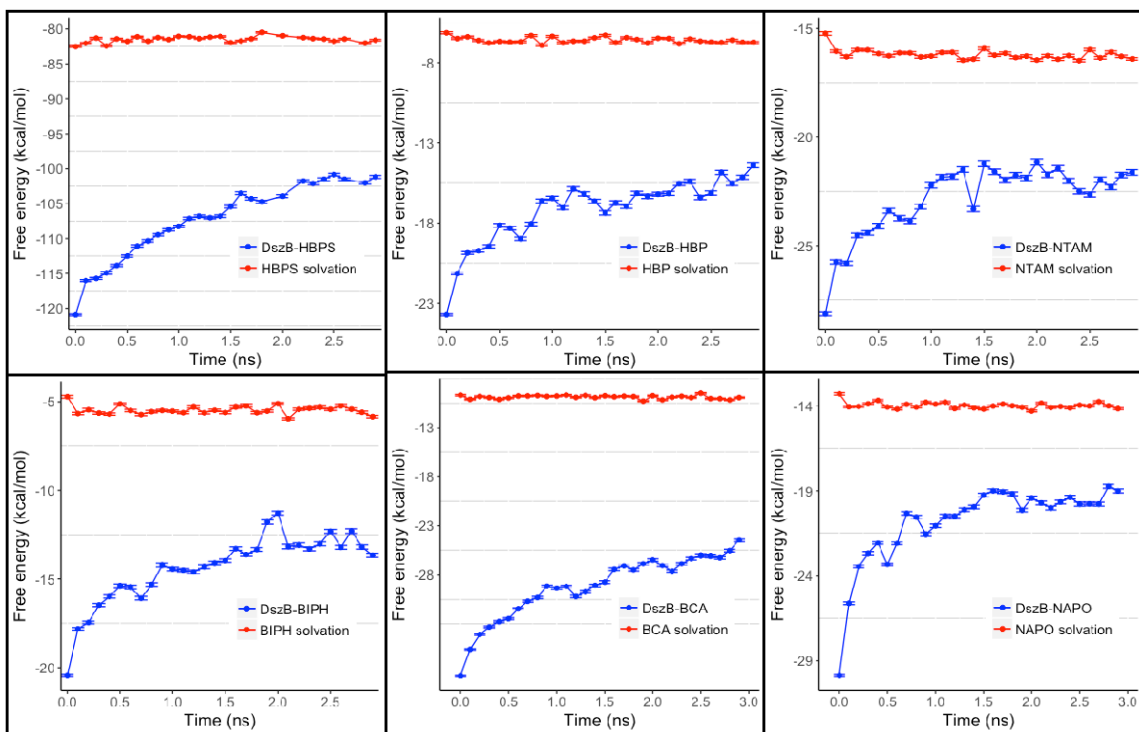 Free energy (kcal/mol)
-80
-85
-90
-95
-100
-105
-110
-115
-120
DszB-HBPS
HBPS solvation
0.0 0.5 1.0 1.5 2.0 2.5
Time (ns)
Free energy (kcal/mol)
-8
-13
-18
-23
DszB-HBP
HBP solvation
0.0 0.5 1.0 1.5 2.0 2.5
Time (ns)
Free energy (kcal/mol)
-15
-21
-25
DszB-NTAM
NTAM solvation
0.0 0.5 1.0 1.5 2.0 2.5
Time (ns)
Free energy (kcal/mol)
-5
-10
-15
-20
DszB-BIPH
BIPH solvation
0.0 0.5 1.0 1.5 2.0 2.5
Time (ns)
Free energy (kcal/mol)
-13
-18
-23
-28
DszB-BCA
BCA solvation
0.0 0.5 1.0 1.5 2.0 2.5 3.0
Time (ns)
Free energy (kcal/mol)
-14
-19
-24
-29
DszB-NAPO
NAPO solvation
0.0 0.5 1.0 1.5 2.0 2.5 3.0
Time (ns)